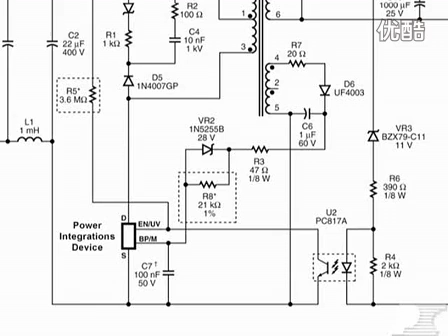 C2
22 µF
400 V
R5*
3.6 MΩ
L1
1 mH
R1
1 kΩ
R2
100 Ω
C4
10 nF
1 kV
D5
1N4007GP
1
3
6
4
2
5
R7
20 Ω
D6
UF4003
C6
1 µF
60 V
1000 µF
25 V
优酷
VR2
1N5255B
28 V
R3
47 Ω
1/8 W
R8*
21 kΩ
1%
VR3
BZX79-C11
11 V
R6
390 Ω
1/8 W
U2
PC817A
R4
2 kΩ
1/8 W
Power
Integrations
Device
D
S
EN/UV
BP/M
C7†
100 nF
50 V